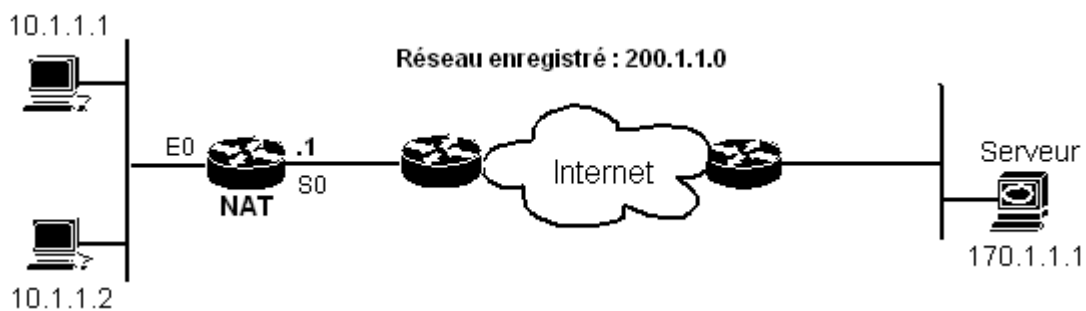 10.1.1.1
Réseau enregistré : 200.1.1.0
E0
.1
S0
NAT
Internet
Serveur
170.1.1.1
10.1.1.2